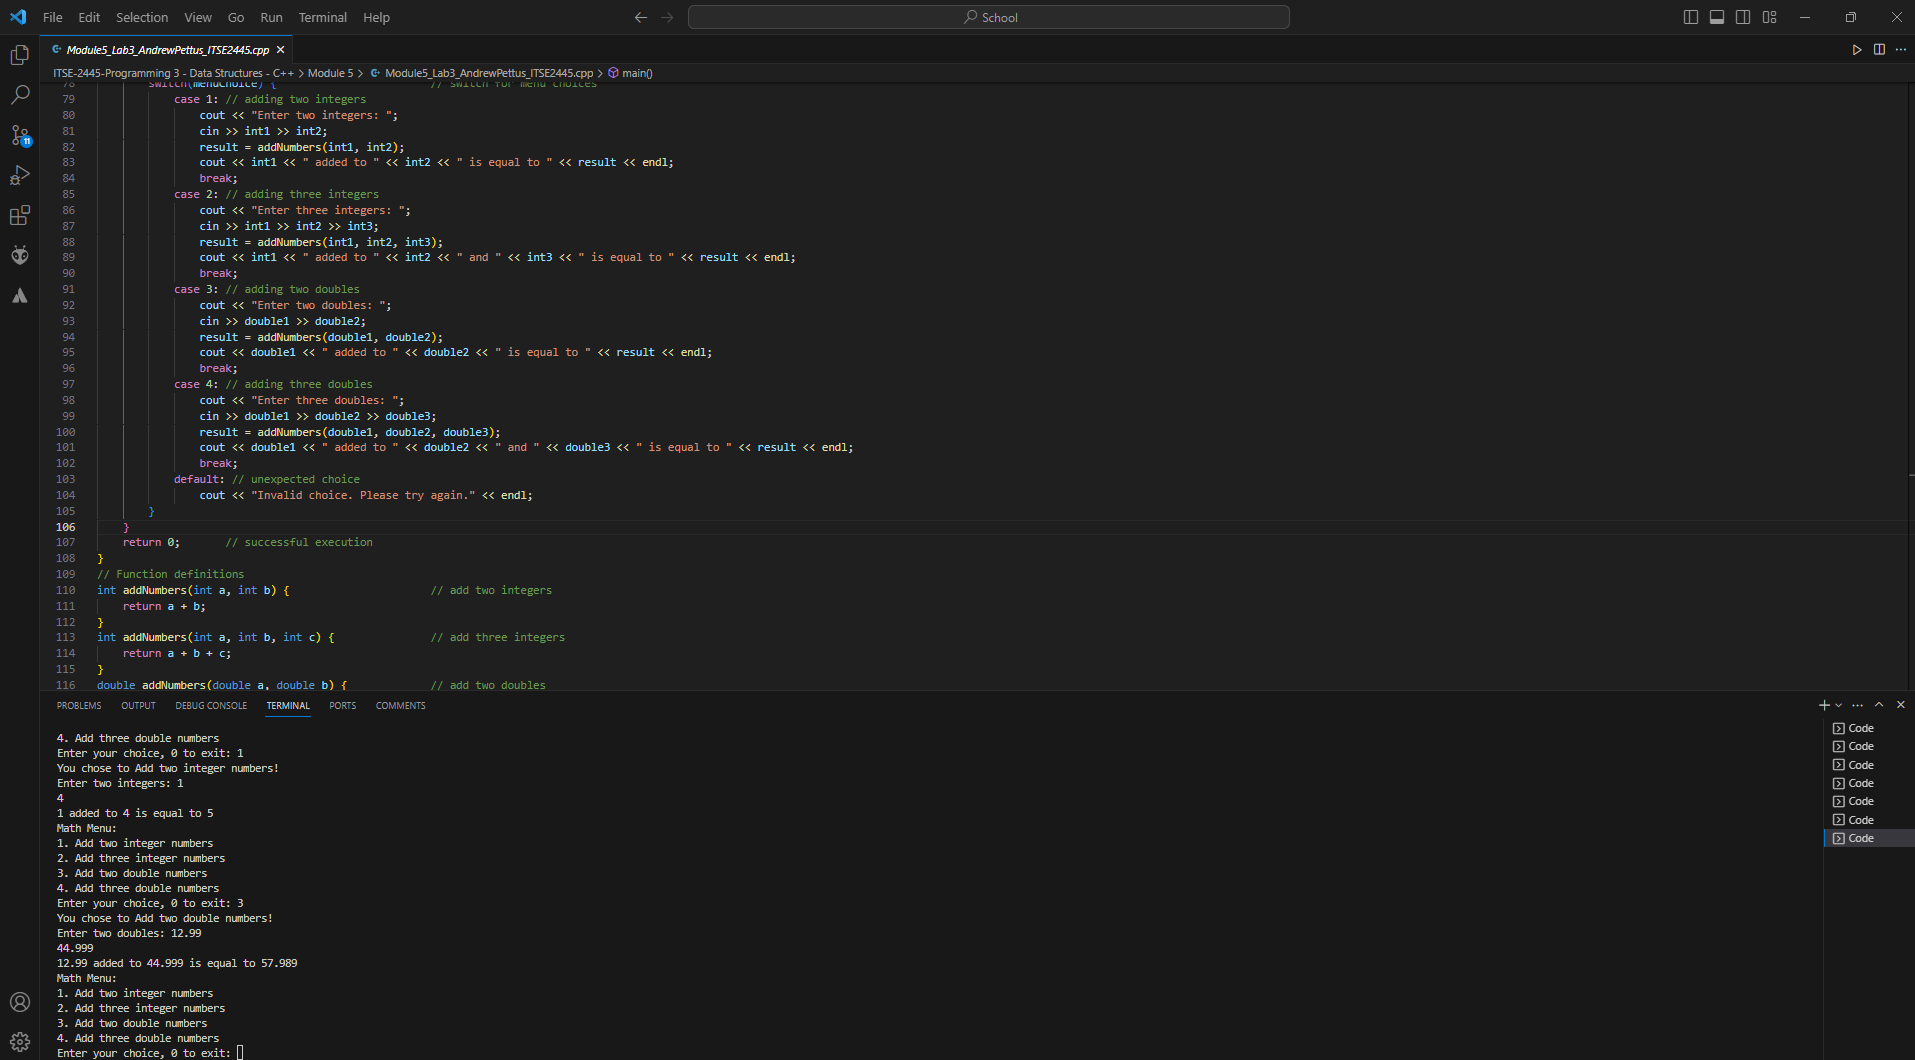 File Edit Selection View Go Run Terminal Help
School
Module5_Lab3_AndrewPettus_ITSE2445.cpp
ITSE-2445-Programming 3 - Data Structures - C++ > Module 5 > Module5_Lab3_AndrewPettus_ITSE2445.cpp > main()
78 switch(menuChoice) { // switch for menu choices
79 case 1: // adding two integers
80 cout << "Enter two integers: ";
81 cin >> int1 >> int2;
82 result = addNumbers(int1, int2);
83 cout << int1 << " added to " << int2 << " is equal to " << result << endl;
84 break;
85 case 2: // adding three integers
86 cout << "Enter three integers: ";
87 cin >> int1 >> int2 >> int3;
88 result = addNumbers(int1, int2, int3);
89 cout << int1 << " added to " << int2 << " and " << int3 << " is equal to " << result << endl;
90 break;
91 case 3: // adding two doubles
92 cout << "Enter two doubles: ";
93 cin >> double1 >> double2;
94 result = addNumbers(double1, double2);
95 cout << double1 << " added to " << double2 << " is equal to " << result << endl;
96 break;
97 case 4: // adding three doubles
98 cout << "Enter three doubles: ";
99 cin >> double1 >> double2 >> double3;
100 result = addNumbers(double1, double2, double3);
101 cout << double1 << " added to " << double2 << " and " << double3 << " is equal to " << result << endl;
102 break;
103 default: // unexpected choice
104 cout << "Invalid choice. Please try again." << endl;
105 }
106 }
107 return 0; // successful execution
108 }
109 // Function definitions
110 int addNumbers(int a, int b) { // add two integers
111 return a + b;
112 }
113 int addNumbers(int a, int b, int c) { // add three integers
114 return a + b + c;
115 }
116 double addNumbers(double a, double b) { // add two doubles
11
PROBLEMS OUTPUT DEBUG CONSOLE TERMINAL PORTS COMMENTS
4. Add three double numbers
Enter your choice, 0 to exit: 1
You chose to Add two integer numbers!
Enter two integers: 1
4
1 added to 4 is equal to 5
Math Menu:
1. Add two integer numbers
2. Add three integer numbers
3. Add two double numbers
4. Add three double numbers
Enter your choice, 0 to exit: 3
You chose to Add two double numbers!
Enter two doubles: 12.99
44.999
12.99 added to 44.999 is equal to 57.989
Math Menu:
1. Add two integer numbers
2. Add three integer numbers
3. Add two double numbers
4. Add three double numbers
Enter your choice, 0 to exit:
Code
Code
Code
Code
Code
Code
Code